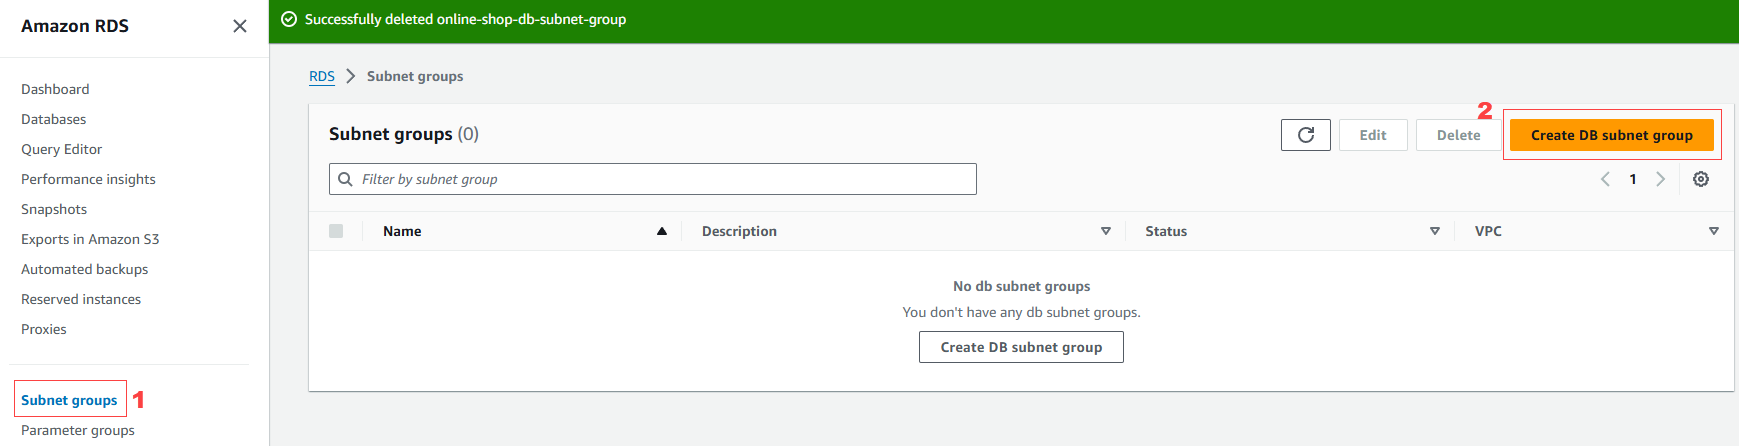 Amazon RDS
Dashboard
Databases
Query Editor
Performance insights
Snapshots
Exports in Amazon S3
Automated backups
Reserved instances
Proxies
Subnet groups 1
Parameter groups
Successfully deleted online-shop-db-subnet-group
RDS Subnet groups
Subnet groups (0)
Edit Delete 2 Create DB subnet group
Filter by subnet group
1
Name Description Status VPC
No db subnet groups
You don't have any db subnet groups.
Create DB subnet group